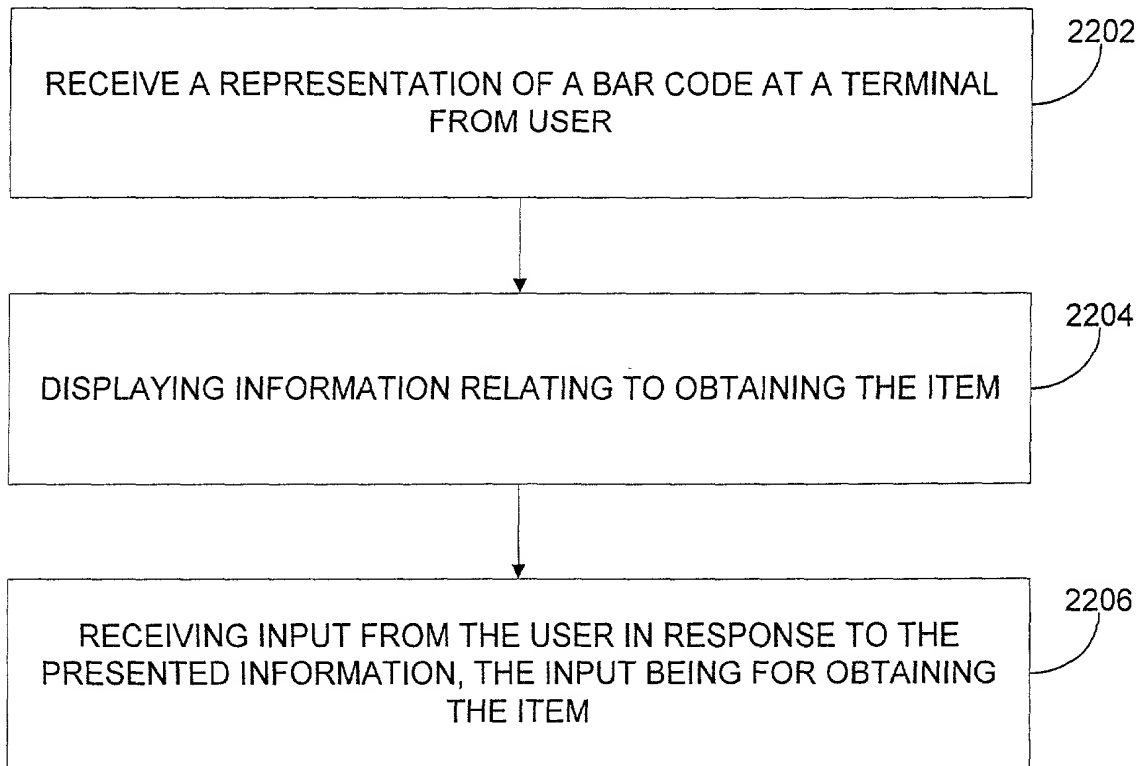 2202
RECEIVE A REPRESENTATION OF A BAR CODE AT A TERMINAL
FROM USER
2204
DISPLAYING INFORMATION RELATING TO OBTAINING THE ITEM
2206
RECEIVING INPUT FROM THE USER IN RESPONSE TO THE
PRESENTED INFORMATION, THE INPUT BEING FOR OBTAINING
THE ITEM